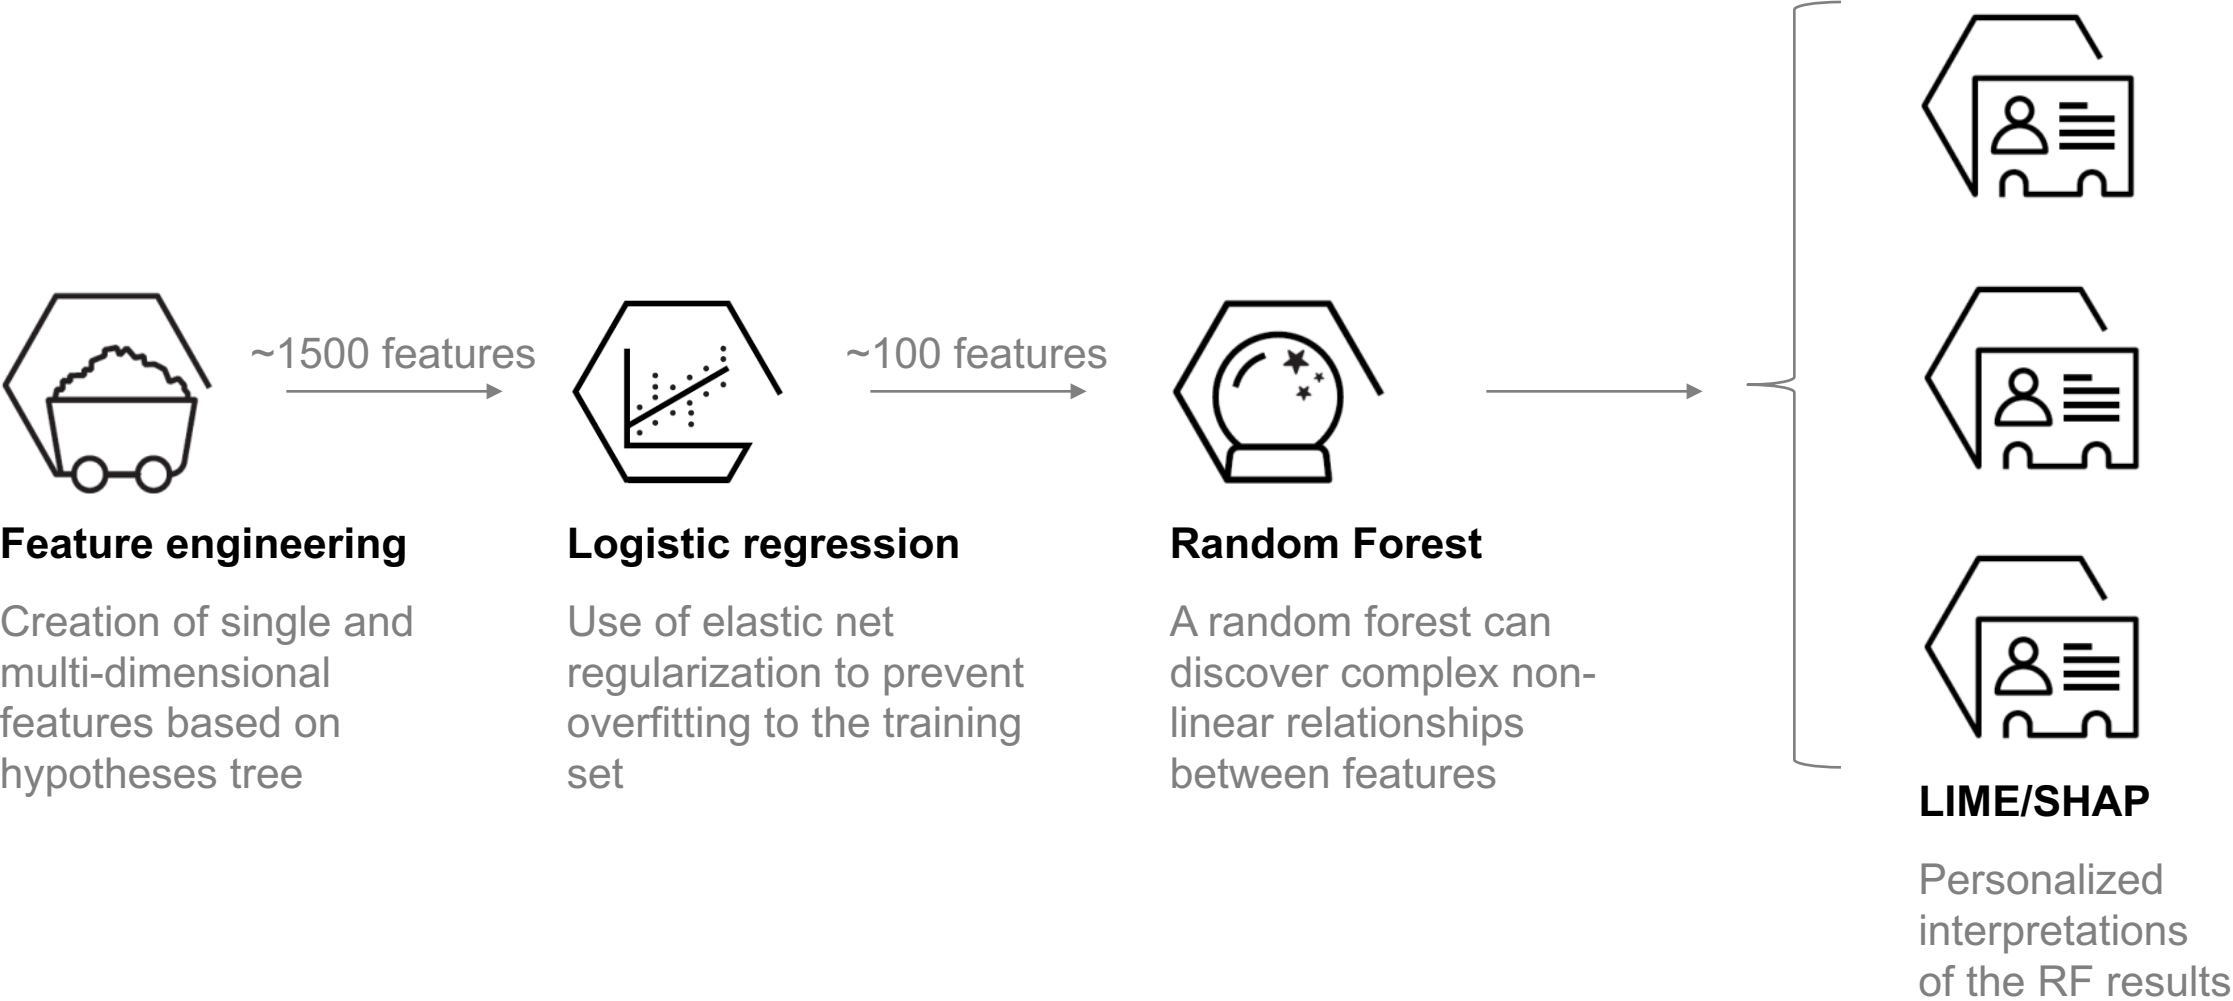 ~1500 features
~100 features
Feature engineering
Creation of single and
multi-dimensional
features based on
hypotheses tree
Logistic regression
Use of elastic net
regularization to prevent
overfitting to the training
set
Random Forest
A random forest can
discover complex non-
linear relationships
between features
LIME/SHAP
Personalized
interpretations
of the RF results